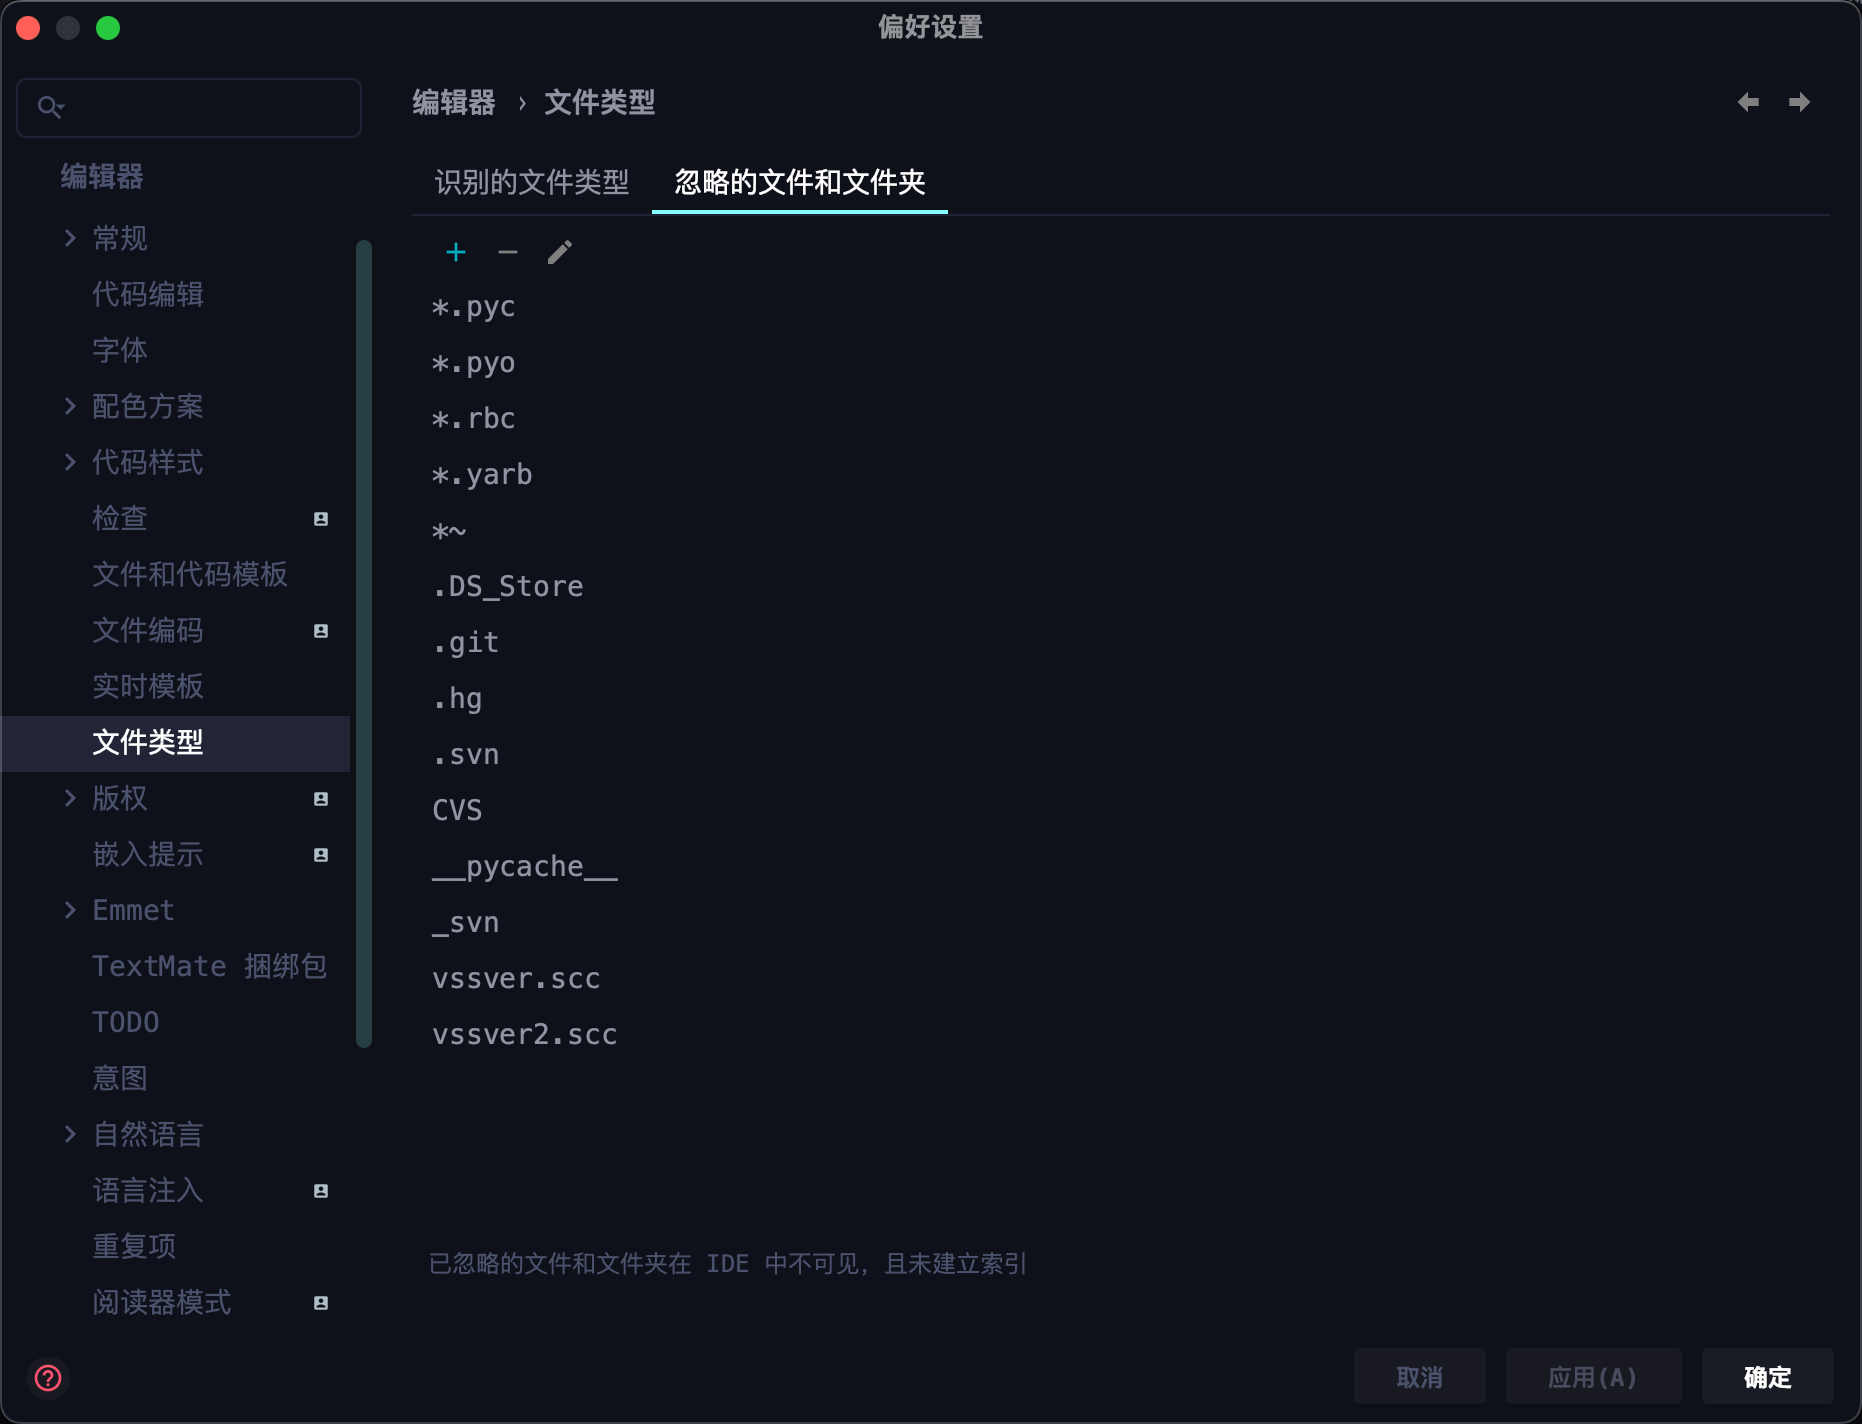 偏好设置
编辑器 › 文件类型
编辑器
常规
代码编辑
字体
配色方案
代码样式
检查
文件和代码模板
文件编码
实时模板
文件类型
版权
嵌入提示
Emmet
TextMate 捆绑包
TODO
意图
自然语言
语言注入
重复项
阅读器模式
识别的文件类型 忽略的文件和文件夹
*.pyc
*.pyo
*.rbc
*.yarb
*~
.DS_Store
.git
.hg
.svn
CVS
__pycache__
_svn
vssver.scc
vssver2.scc
已忽略的文件和文件夹在 IDE 中不可见，且未建立索引
取消 应用(A) 确定